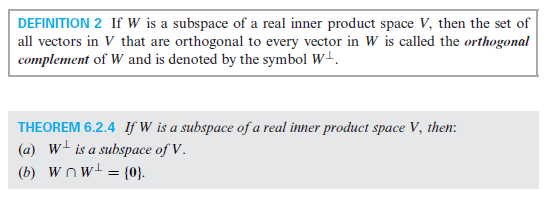 DEFINITION 2 If W is a subspace of a real inner product space V, then the set of
all vectors in V that are orthogonal to every vector in W is called the orthogonal
complement of W and is denoted by the symbol W⊥.
THEOREM 6.2.4 If W is a subspace of a real inner product space V, then:
(a) W⊥ is a subspace of V.
(b) W ∩ W⊥ = {0}.